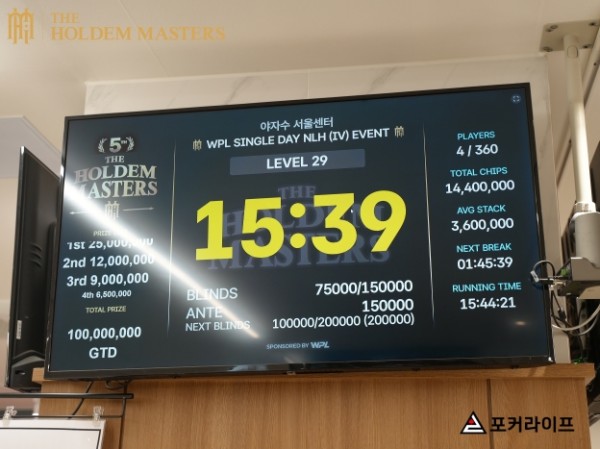 THE
HOLDEM MASTERS
5TH
THE
HOLDEM
MASTERS
1st 25,000,000
2nd 12,000,000
3rd 9,000,000
4th 6,500,000
TOTAL PRIZE
100,000,000
GTD
야자수 서울센터
WPL SINGLE DAY NLH (IV) EVENT
LEVEL 29
15:39
BLINDS 75000/150000
ANTE 150000
NEXT BLINDS 100000/200000 (200000)
SPONSORED BY WPL
PLAYERS
4 / 360
TOTAL CHIPS
14,400,000
AVG STACK
3,600,000
NEXT BREAK
01:45:39
RUNNING TIME
15:44:21
포커라이프